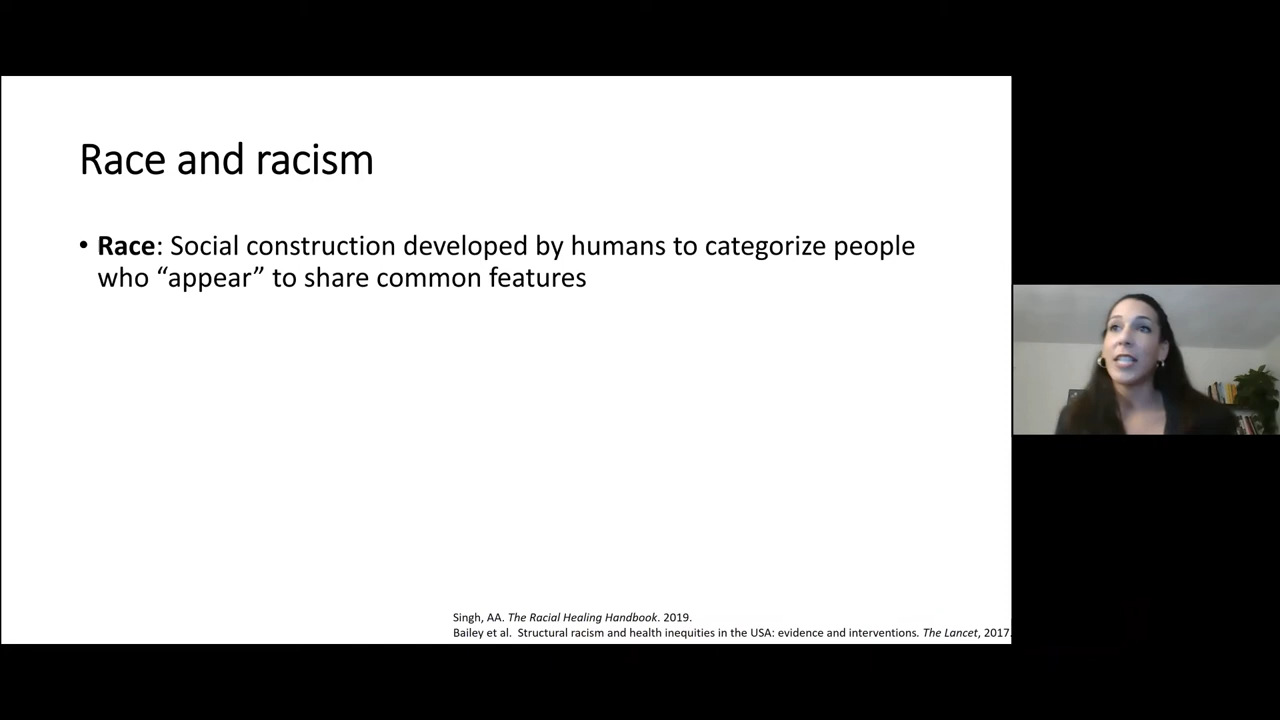 Race and racism
• Race: Social construction developed by humans to categorize people
who “appear” to share common features
Singh, AA. The Racial Healing Handbook. 2019.
Bailey et al.  Structural racism and health inequities in the USA: evidence and interventions. The Lancet, 2017.